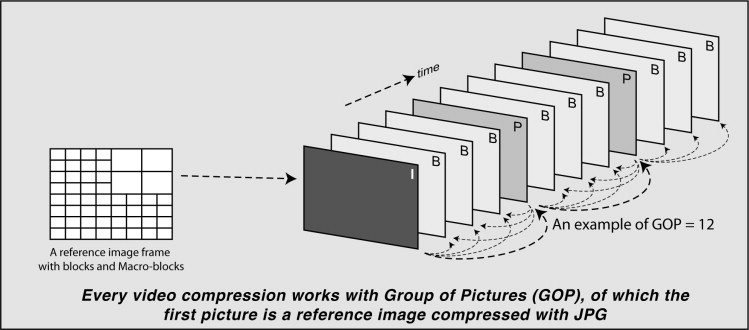 time
I
B
B
B
P
B
B
B
P
B
B
B
An example of GOP = 12
A reference image frame
with blocks and Macro-blocks
Every video compression works with Group of Pictures (GOP), of which the
first picture is a reference image compressed with JPG